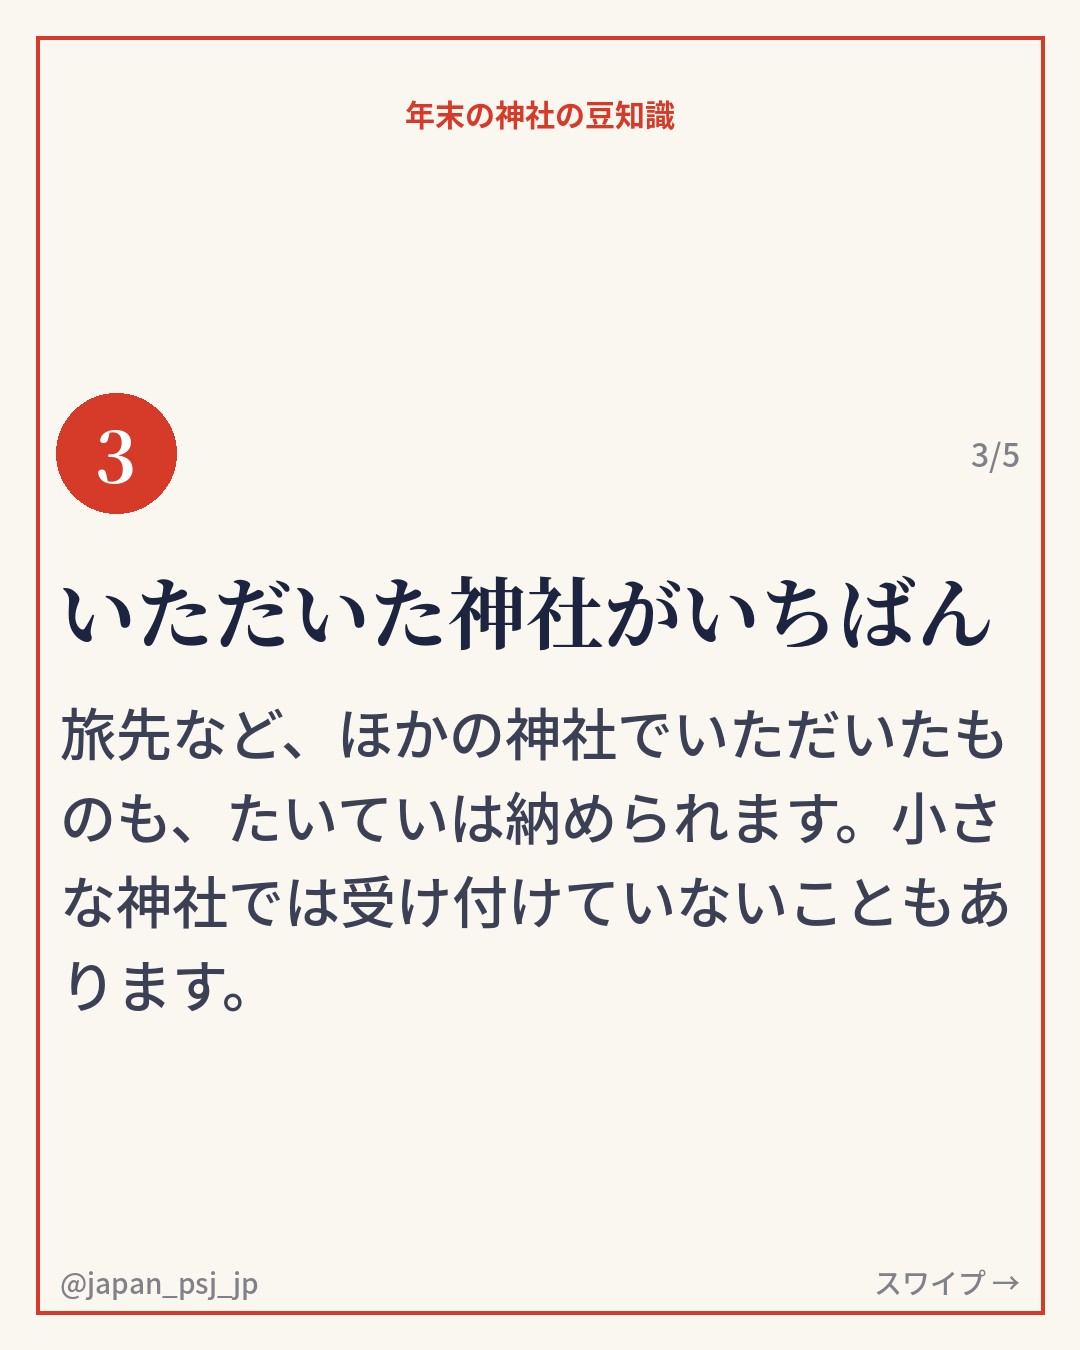 年末の神社の豆知識
3
3/5
いただいた神社がいちばん
旅先など、ほかの神社でいただいたも
のも、たいていは納められます。小さ
な神社では受け付けていないこともあ
ります。
@japan_psj_jp
スワイプ →